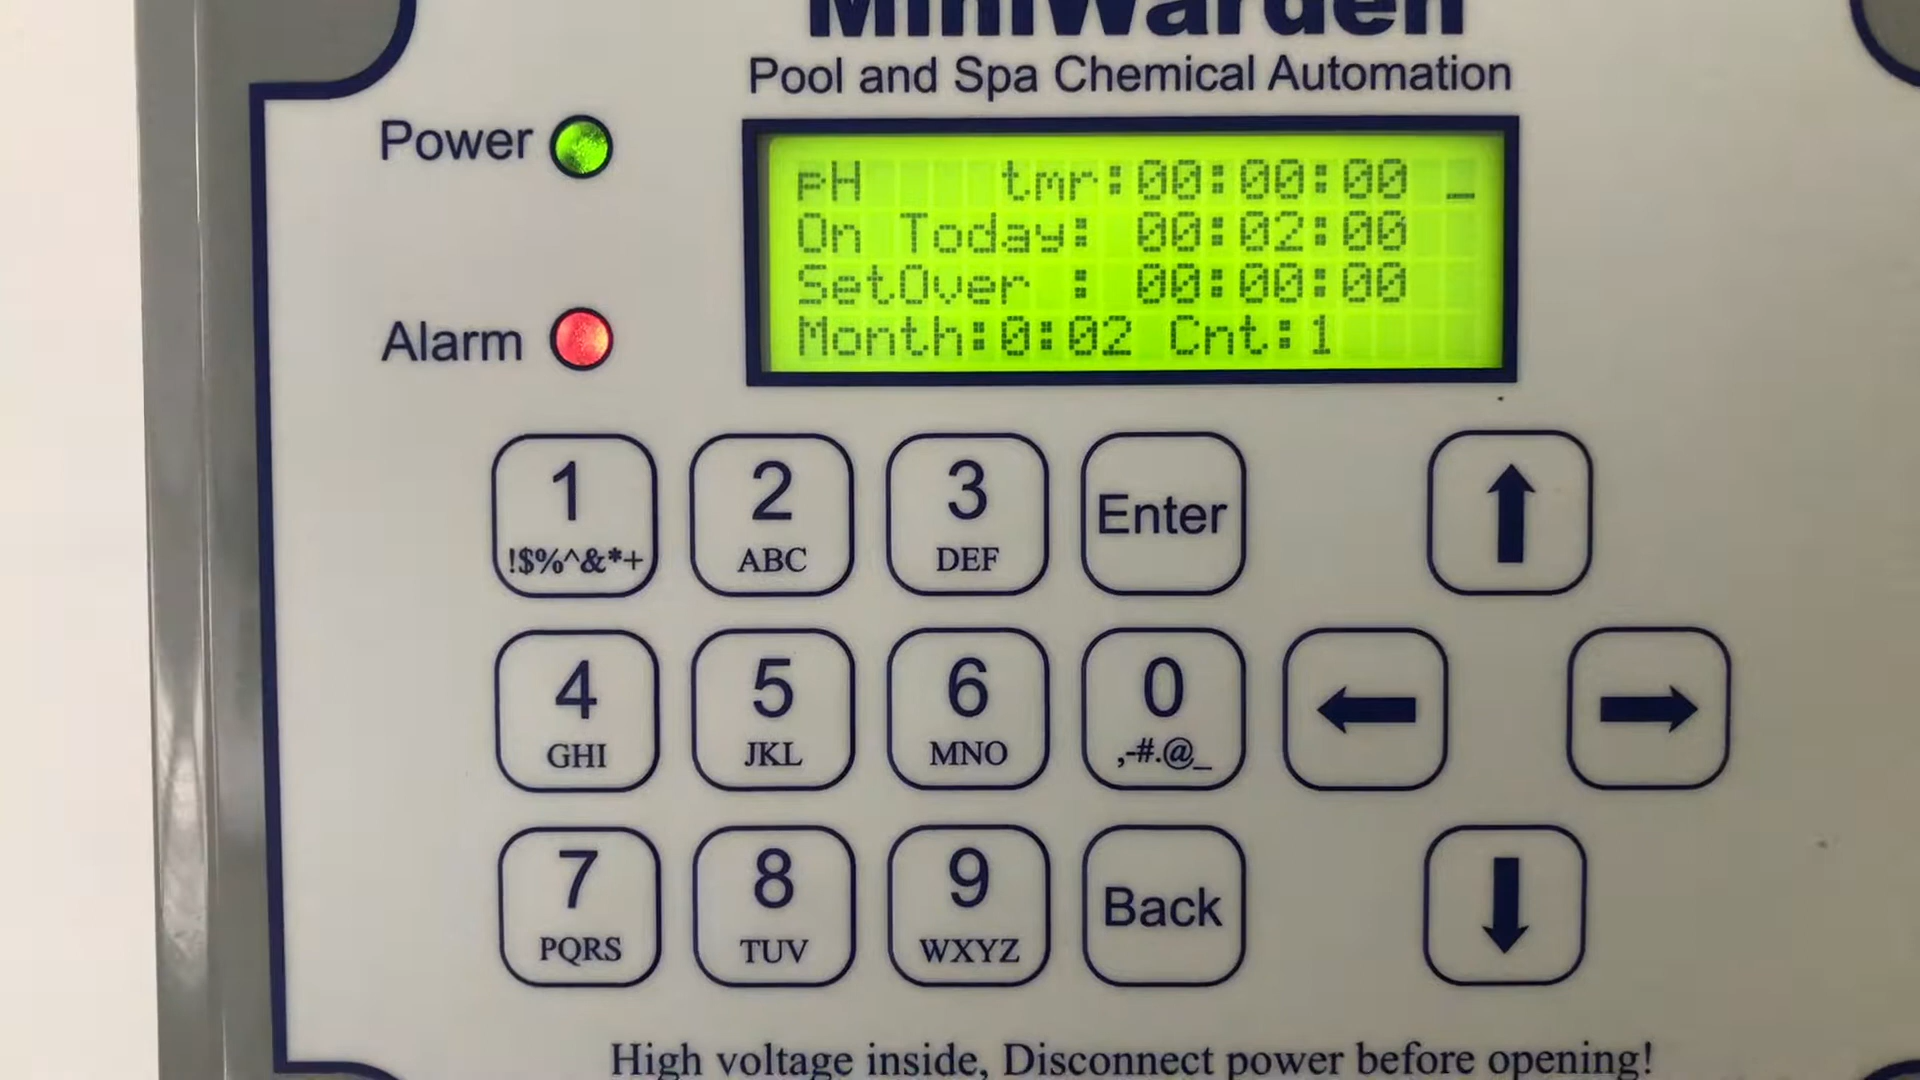 MiniWarden
Pool and Spa Chemical Automation
Power
pH tmr:00:00:00 _
On Today: 00:02:00
SetOver : 00:00:00
Month:0:02 Cnt:1
Alarm
1 2 3 Enter
!$%^&*+ ABC DEF
4 5 6 0
GHI JKL MNO ,-#.@_
7 8 9 Back
PQRS TUV WXYZ
High voltage inside, Disconnect power before opening!